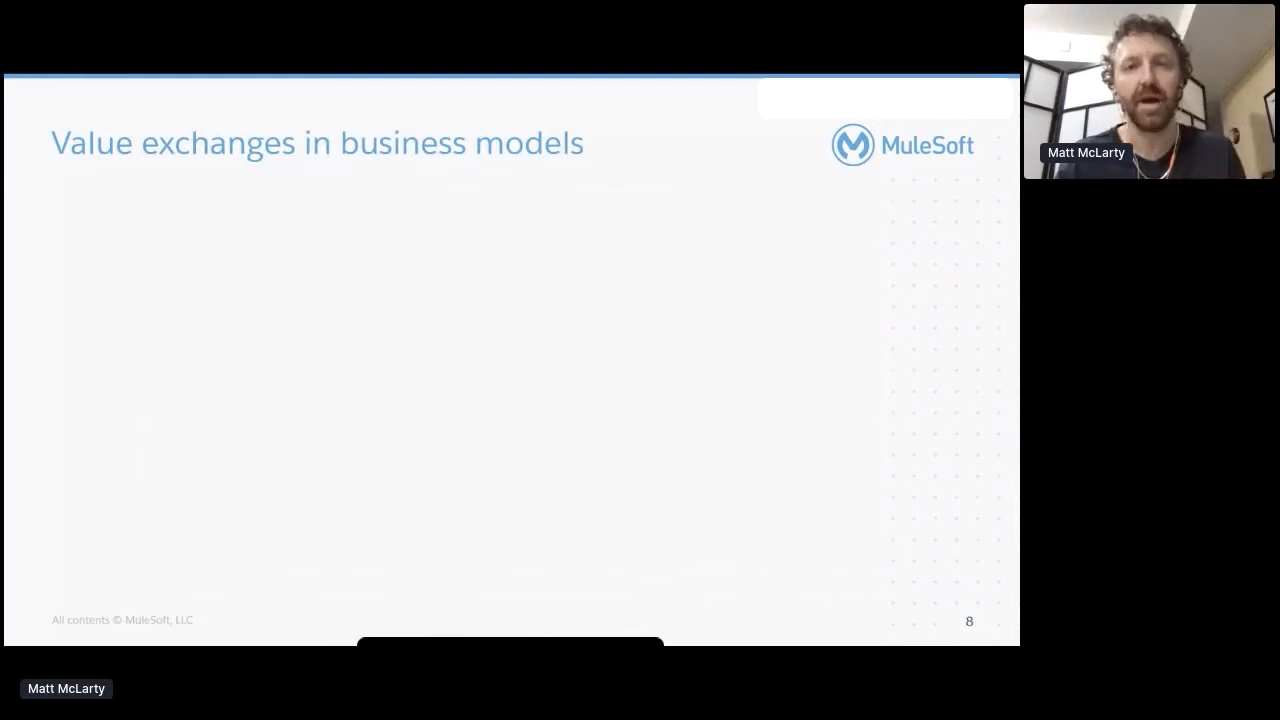 Value exchanges in business models
MuleSoft
Matt McLarty
All contents © MuleSoft, LLC
8
Matt McLarty